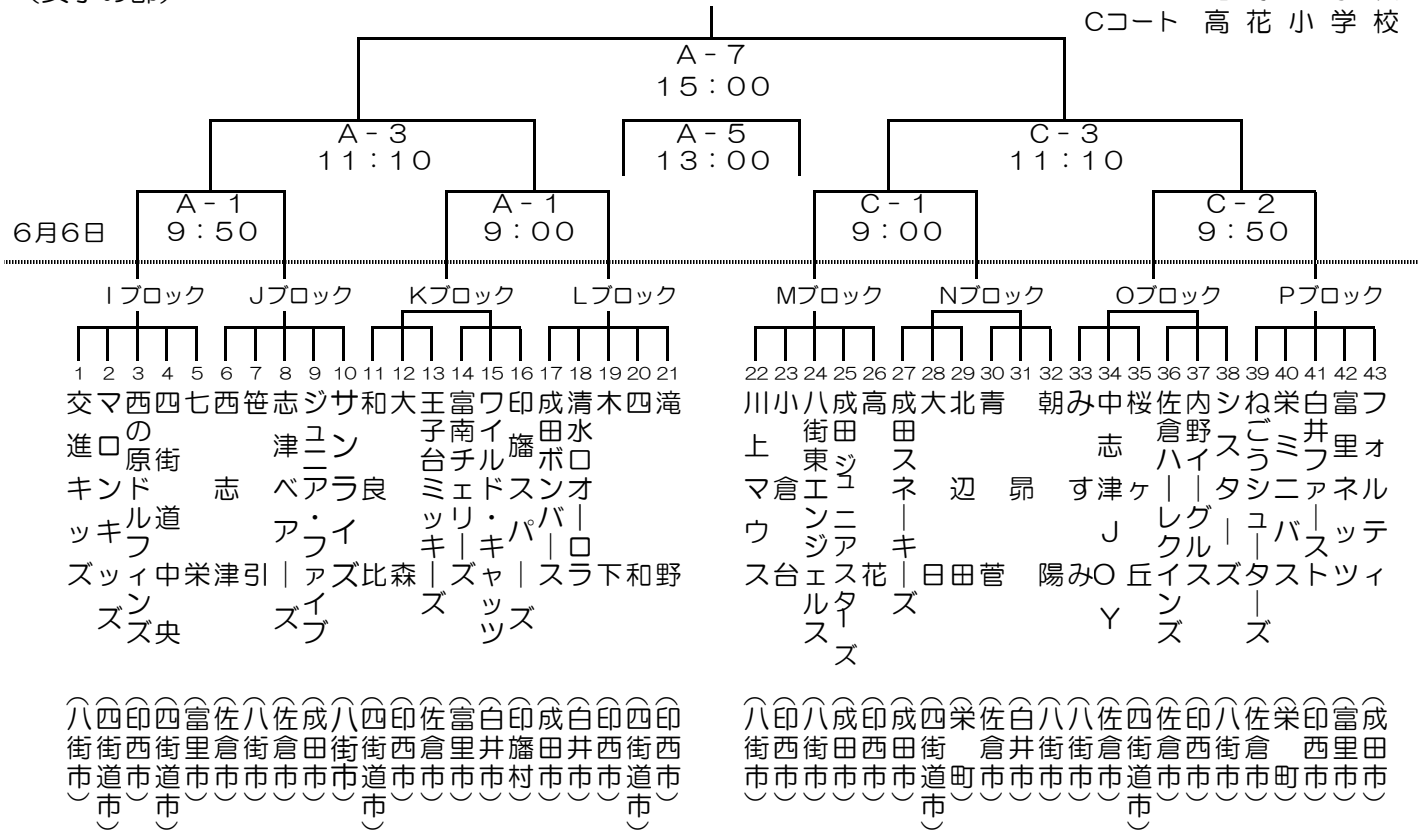 Cコート 高花小学校
A-7
15:00
A-3
11:10
A-5
13:00
C-3
11:10
6月6日
A-1
9:50
A-1
9:00
C-1
9:00
C-2
9:50
Iブロック Jブロック Kブロック Lブロック Mブロック Nブロック Oブロック Pブロック
1 交進キッズ (八街市)
2 マロンキッズ (四街道市)
3 西の原ドルフィンズ (印西市)
4 四街道中央 (四街道市)
5 七栄 (富里市)
6 西志津 (佐倉市)
7 笹引 (八街市)
8 志津ベアーズ (佐倉市)
9 ジュニア・ファイブ (成田市)
10 サンライズ (八街市)
11 和良比 (四街道市)
12 大森 (印西市)
13 王子台ミッキーズ (佐倉市)
14 富南チェリーズ (富里市)
15 ワイルド・キャッツ (白井市)
16 印旛スパーズ (印旛村)
17 成田ボンバース (成田市)
18 清水口オーロラ (白井市)
19 木下 (印西市)
20 四和 (四街道市)
21 滝野 (印西市)
22 川上マウス (八街市)
23 小倉台 (印西市)
24 八街東エンジェルス (八街市)
25 成田ジュニアスターズ (成田市)
26 高花 (印西市)
27 成田スネーキーズ (成田市)
28 大日 (四街道市)
29 北辺田 (栄町)
30 青菅 (佐倉市)
31 昴 (白井市)
32 朝陽 (八街市)
33 みすみ (八街市)
34 中志津JOY (佐倉市)
35 桜ヶ丘 (四街道市)
36 佐倉ハーレクインズ (佐倉市)
37 内野イーグルス (印西市)
38 シスターズ (八街市)
39 ねごうシューターズ (佐倉市)
40 栄ミニバス (栄町)
41 白井ファースト (印西市)
42 富里ネッツ (富里市)
43 フォルティ (成田市)